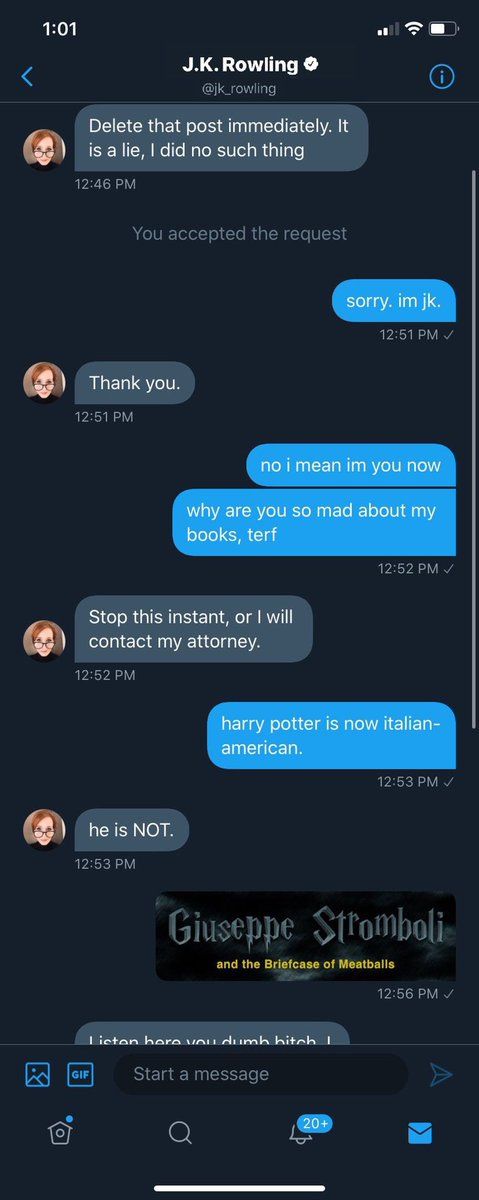 1:01
J.K. Rowling
@jk_rowling
Delete that post immediately. It
is a lie, I did no such thing
12:46 PM
You accepted the request
sorry. im jk.
12:51 PM
Thank you.
12:51 PM
no i mean im you now
why are you so mad about my
books, terf
12:52 PM
Stop this instant, or I will
contact my attorney.
12:52 PM
harry potter is now italian-
american.
12:53 PM
he is NOT.
12:53 PM
Giuseppe Stromboli
and the Briefcase of Meatballs
12:56 PM
Listen here you dumb bitch, I
GIF
Start a message
20+